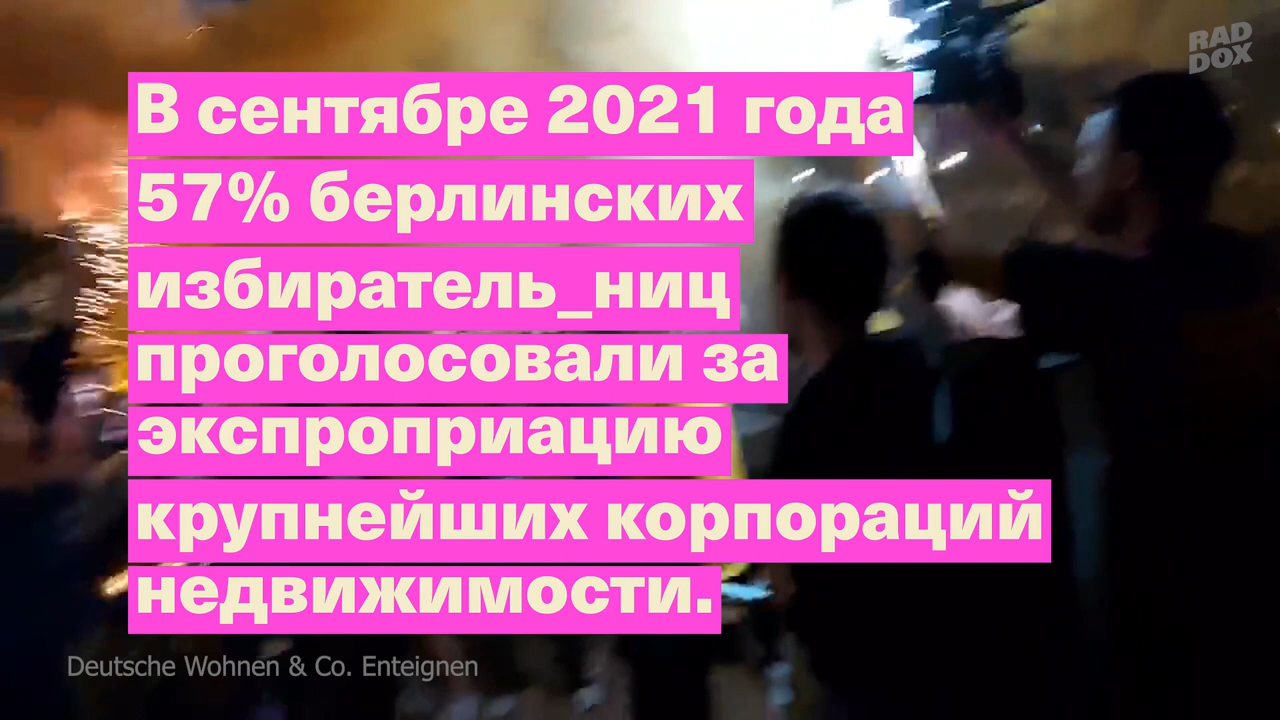 RAD
DOX
В сентябре 2021 года
57% берлинских
избиратель_ниц
проголосовали за
экспроприацию
крупнейших корпораций
недвижимости.
Deutsche Wohnen & Co. Enteignen